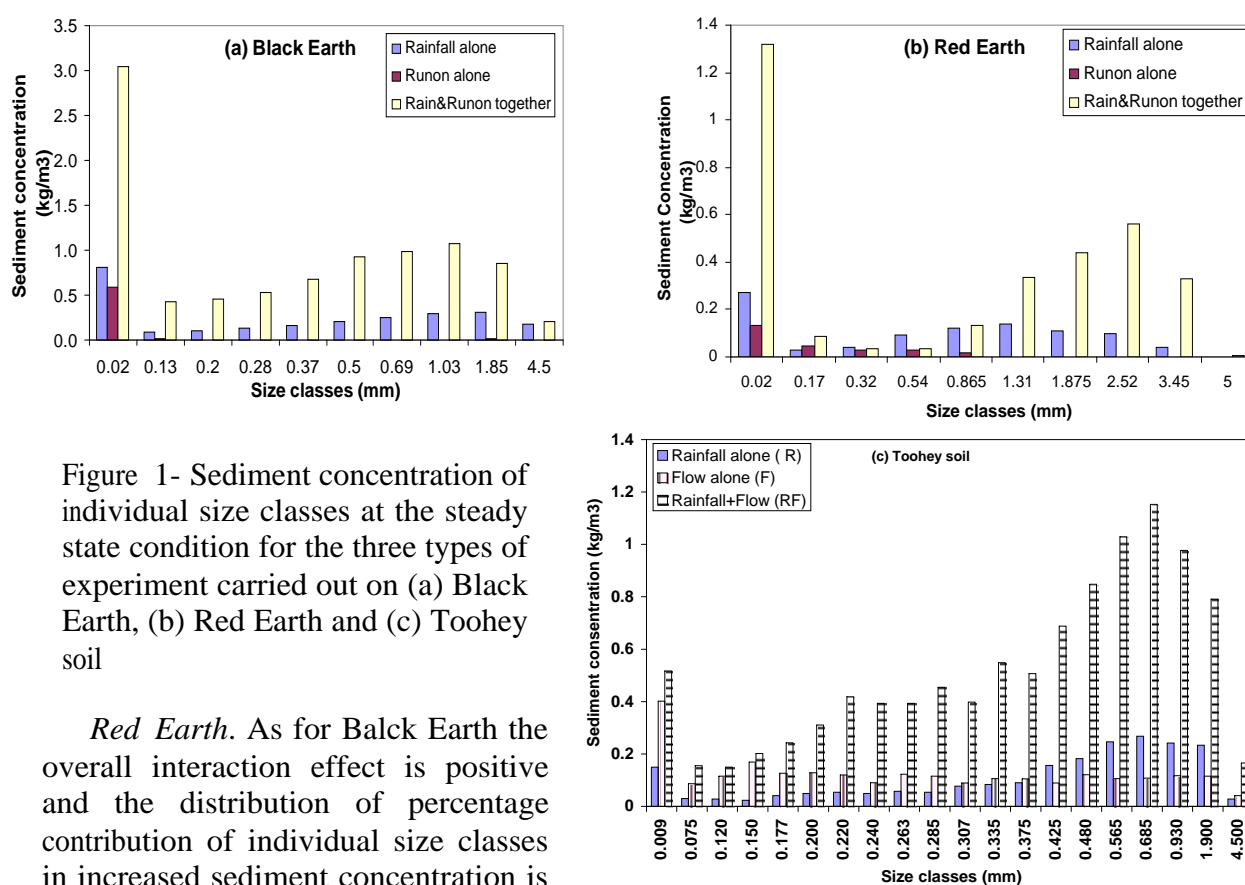 (a) Black Earth
Rainfall alone
Runon alone
Rain&Runon together
Sediment concentration
(kg/m3)
3.5
3.0
2.5
2.0
1.5
1.0
0.5
0.0
0.02 0.13 0.2 0.28 0.37 0.5 0.69 1.03 1.85 4.5
Size classes (mm)
(b) Red Earth
Rainfall alone
Runon alone
Rain&Runon together
Sediment Concentration
(kg/m3)
1.4
1.2
1
0.8
0.6
0.4
0.2
0
0.02 0.17 0.32 0.54 0.865 1.31 1.875 2.52 3.45 5
Size classes (mm)
Figure 1- Sediment concentration of
individual size classes at the steady
state condition for the three types of
experiment carried out on (a) Black
Earth, (b) Red Earth and (c) Toohey
soil
Red Earth. As for Balck Earth the
overall interaction effect is positive
and the distribution of percentage
contribution of individual size classes
in increased sediment concentration is
(c) Toohey soil
Rainfall alone ( R)
Flow alone (F)
Rainfall+Flow (RF)
Sediment consentration (kg/m3)
1.4
1.2
1
0.8
0.6
0.4
0.2
0
0.009 0.075 0.120 0.150 0.177 0.200 0.220 0.240 0.263 0.285 0.307 0.335 0.375 0.425 0.480 0.565 0.685 0.930 1.900 4.500
Size classes (mm)